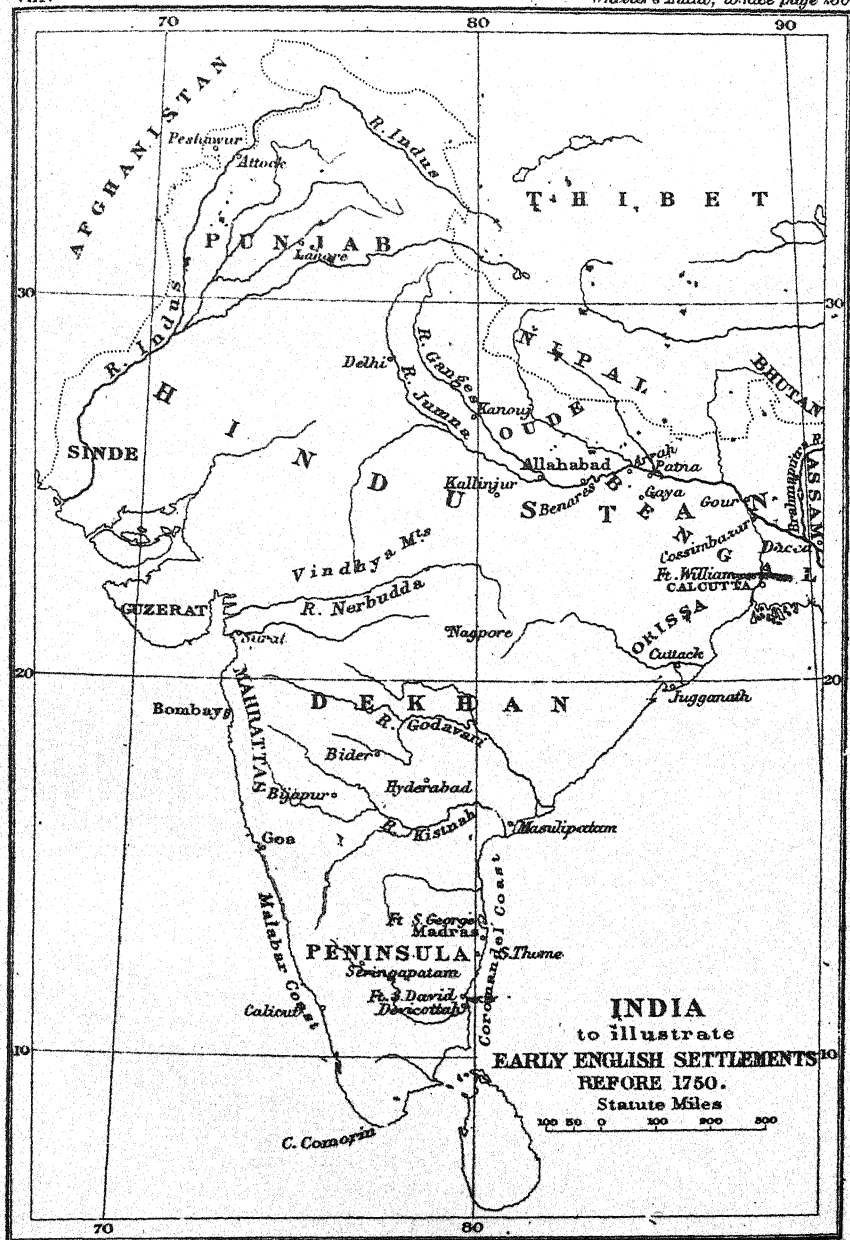 70 80 90
AFGHANISTAN
Peshawur
Attock
R. Indus
THIBET
PUNJAB
Lahore
30 30
R. Indus
NIPAL
BHUTAN
Delhi
R. Ganges
R. Jumna
Kanouj
OUDE
HINDUSTAN
SINDE
Allahabad
Arrah
Patna
Kallinjur
Benares
Gaya
Gour
Brahmaputra R.
ASSAM
BENGAL
Cossimbazar
Dacca
Vindhya Mts
Ft. William
CALCUTTA
GUZERAT
R. Nerbudda
ORISSA
Surat
Nagpore
Cuttack
20 20
Jugganath
MAHRATTAS
DEKHAN
Bombay
R. Godavari
Bider
Hyderabad
Bijapur
R. Kistnah
Masulipatam
Goa
Malabar Coast
Coromandel Coast
Ft S. George
Madras
PENINSULA
S. Thome
Seringapatam
Ft. S. David
Devicottah
Calicut
10 10
C. Comorin
INDIA
to illustrate
EARLY ENGLISH SETTLEMENTS
BEFORE 1750.
Statute Miles
100 50 0 100 200 300
70 80